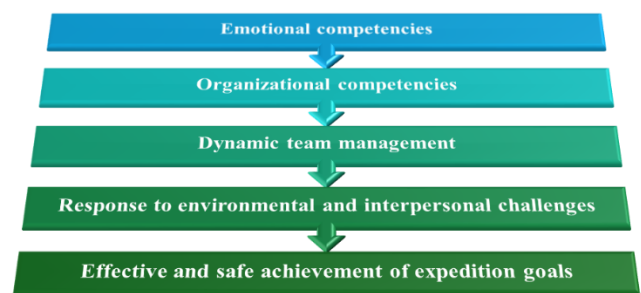 Emotional competencies
Organizational competencies
Dynamic team management
Response to environmental and interpersonal challenges
Effective and safe achievement of expedition goals